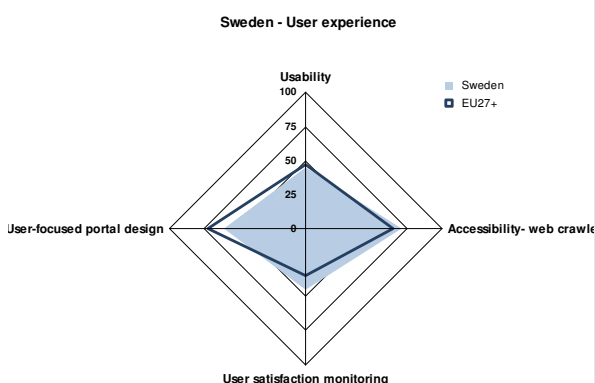 Sweden - User experience
Usability
100
Sweden
EU27+
75
50
25
User-focused portal design
0
Accessibility- web crawle
User satisfaction monitoring